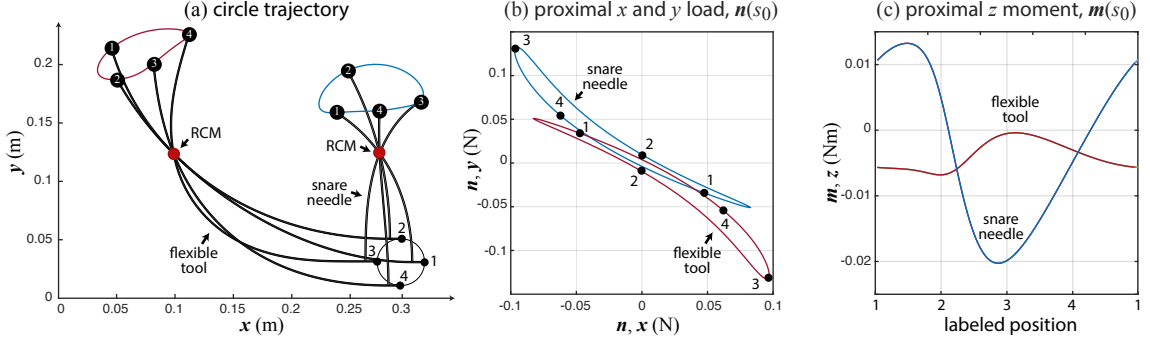 (a) circle trajectory
0.2
0.15
0.1
0.05
0
y (m)
0
0.05
0.1
0.15
0.2
0.25
0.3
x (m)
1
4
3
2
RCM
flexible
tool
2
1
4
3
RCM
snare
needle
2
3
1
4
(b) proximal x and y load, n(s0)
0.1
0.05
0
-0.05
-0.1
n, y (N)
-0.1
-0.05
0
0.05
0.1
n, x (N)
3
snare
needle
4
1
2
2
1
4
flexible
tool
3
(c) proximal z moment, m(s0)
0.01
0
-0.01
-0.02
m, z (Nm)
1
2
3
4
1
labeled position
flexible
tool
snare
needle